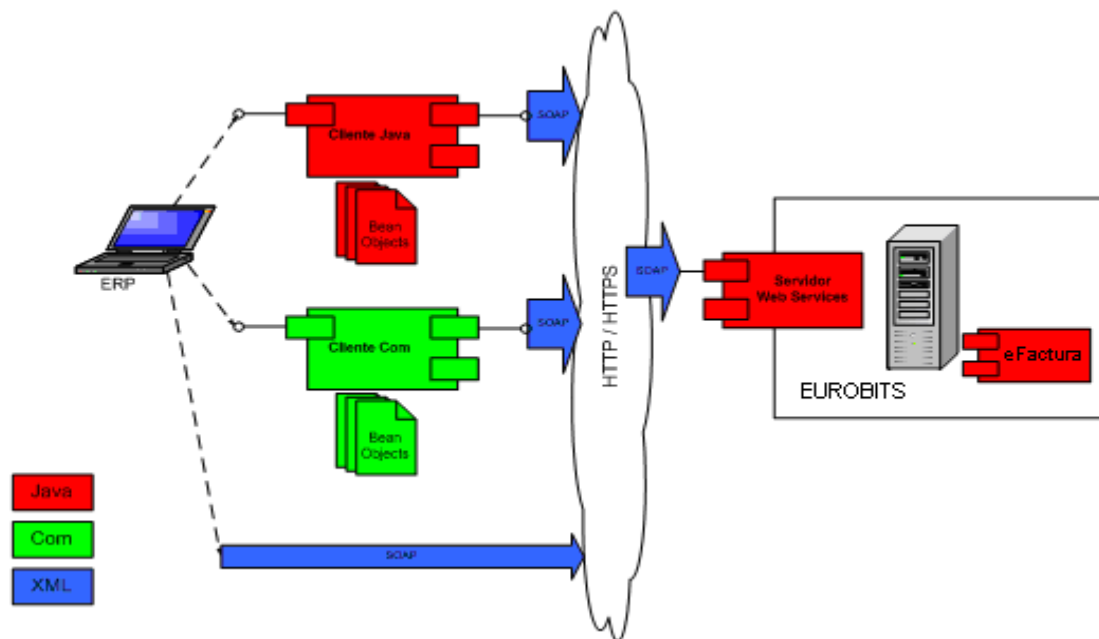 SOAP
Cliente Java
Bean
Objects
ERP
SOAP
Cliente Com
Bean
Objects
SOAP
HTTP / HTTPS
SOAP
Servidor
Web Services
eFactura
EUROBITS
Java
Com
XML